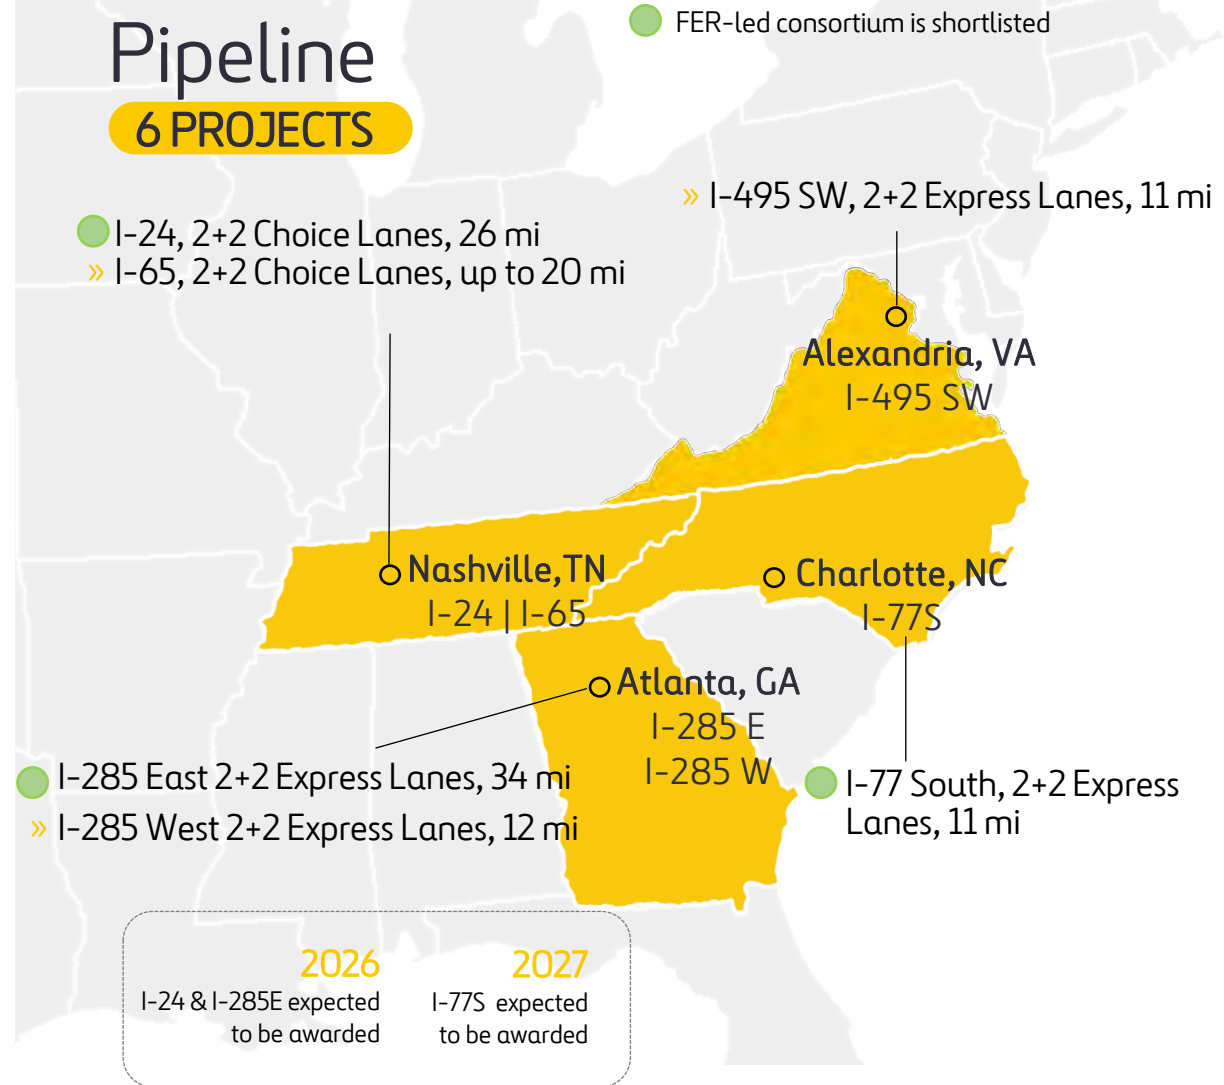 Pipeline
6 PROJECTS
FER-led consortium is shortlisted
» I-495 SW, 2+2 Express Lanes, 11 mi
I-24, 2+2 Choice Lanes, 26 mi
» I-65, 2+2 Choice Lanes, up to 20 mi
Alexandria, VA
I-495 SW
Nashville, TN
I-24 | I-65
Charlotte, NC
I-77S
Atlanta, GA
I-285 E
I-285 W
I-285 East 2+2 Express Lanes, 34 mi
» I-285 West 2+2 Express Lanes, 12 mi
I-77 South, 2+2 Express
Lanes, 11 mi
2026
I-24 & I-285E expected
to be awarded
2027
I-77S expected
to be awarded